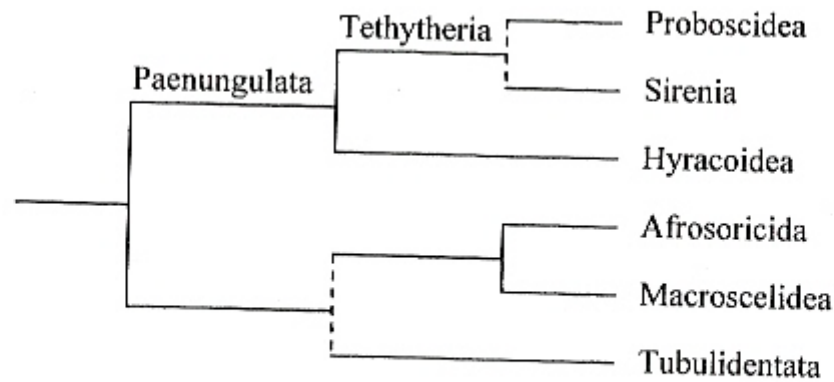 Tethytheria
Proboscidea
Paenungulata
Sirenia
Hyracoidea
Afrosoricida
Macroscelidea
Tubulidentata